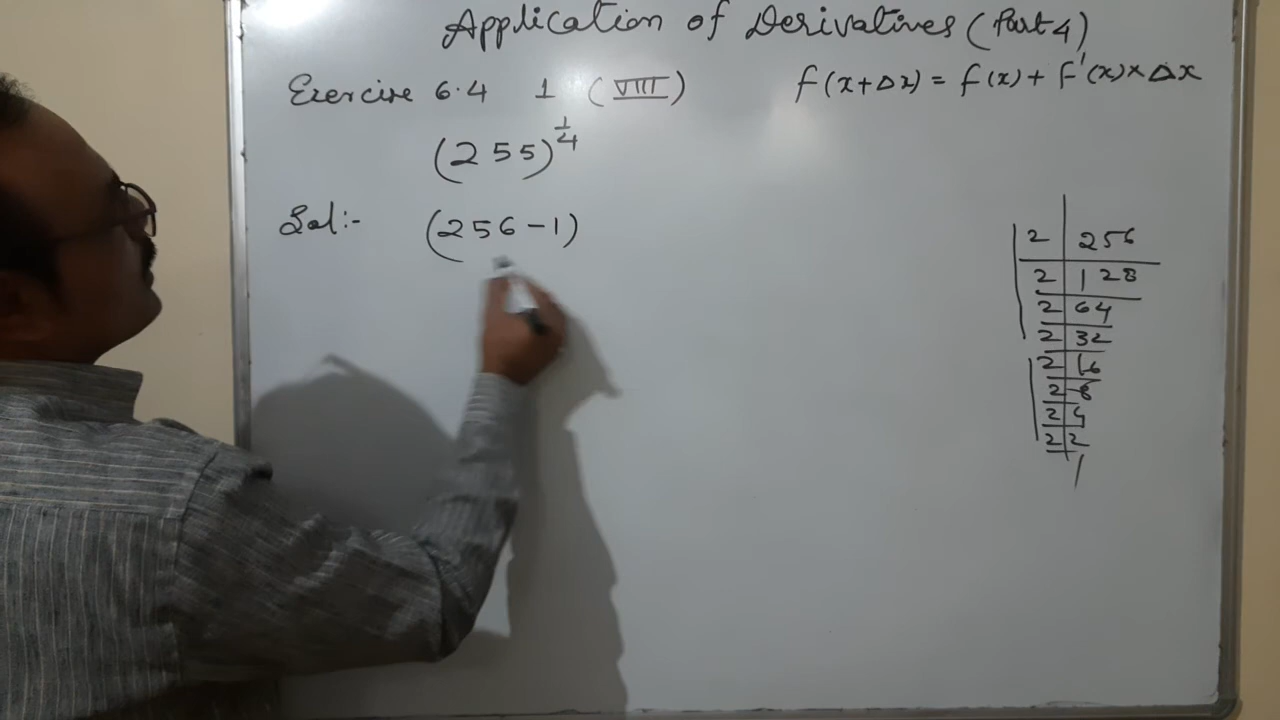 Application of Derivatives (Part 4)
Exercise 6.4 1 (VIII)
f(x+Δx) = f(x) + f'(x) × Δx
(255)^1/4
Sol:- (256-1)
2 | 256
2 | 128
2 | 64
2 | 32
2 | 16
2 | 8
2 | 4
2 | 2
1